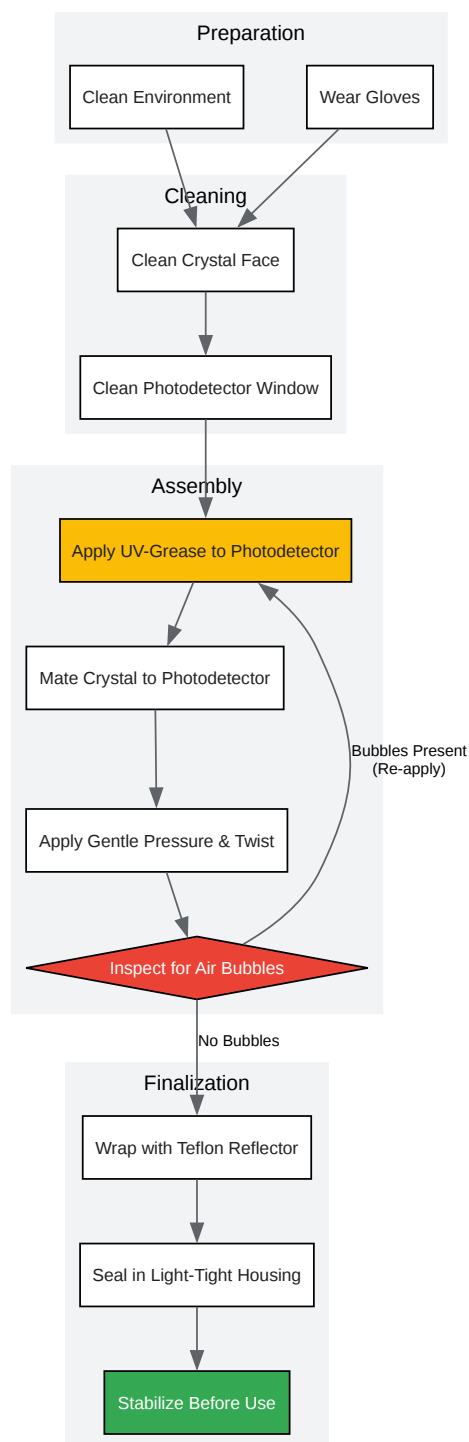 Preparation
Clean Environment
Wear Gloves
Cleaning
Clean Crystal Face
Clean Photodetector Window
Assembly
Apply UV-Grease to Photodetector
Mate Crystal to Photodetector
Bubbles Present
(Re-apply)
Apply Gentle Pressure & Twist
Inspect for Air Bubbles
No Bubbles
Finalization
Wrap with Teflon Reflector
Seal in Light-Tight Housing
Stabilize Before Use